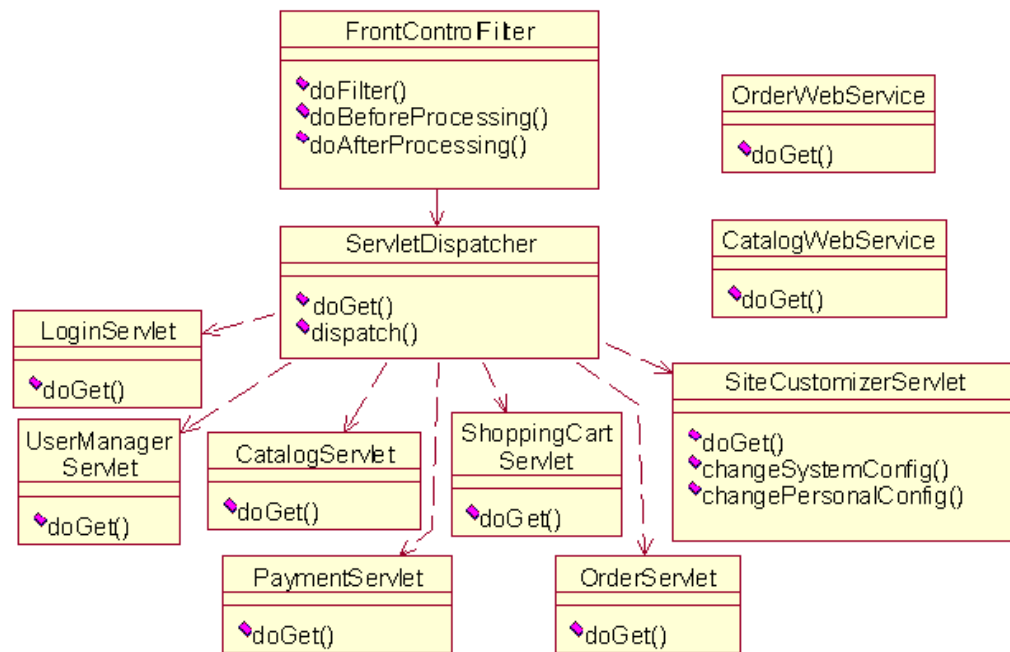 FrontControlFilter
doFilter()
doBeforeProcessing()
doAfterProcessing()
OrderWebService
doGet()
ServletDispatcher
doGet()
dispatch()
CatalogWebService
doGet()
LoginServlet
doGet()
UserManager
Servlet
doGet()
CatalogServlet
doGet()
ShoppingCart
Servlet
doGet()
SiteCustomizerServlet
doGet()
changeSystemConfig()
changePersonalConfig()
PaymentServlet
doGet()
OrderServlet
doGet()